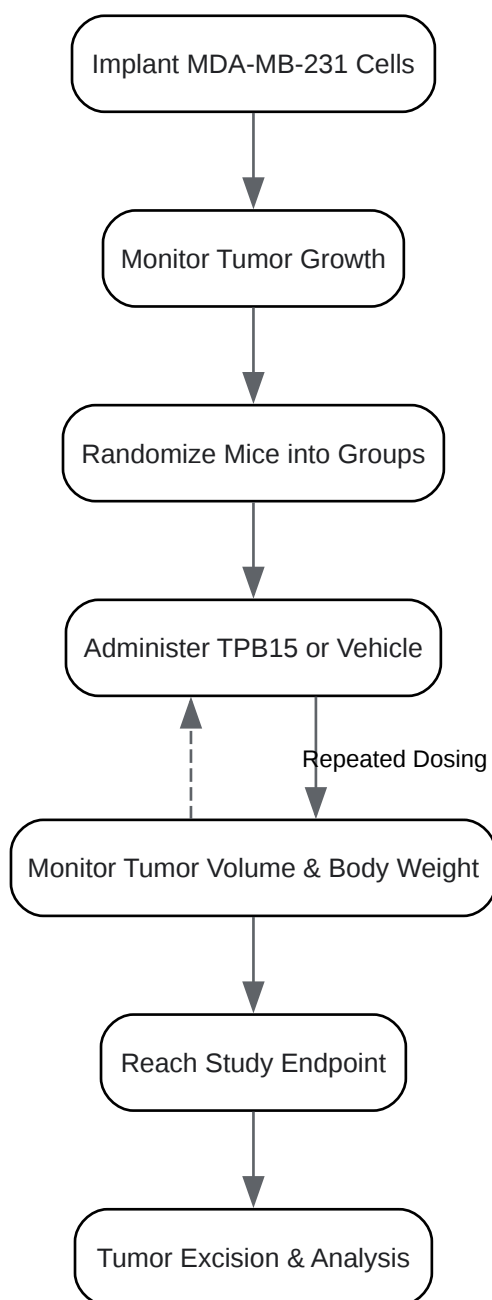 Implant MDA-MB-231 Cells
Monitor Tumor Growth
Randomize Mice into Groups
Administer TPB15 or Vehicle
Repeated Dosing
Monitor Tumor Volume & Body Weight
Reach Study Endpoint
Tumor Excision & Analysis